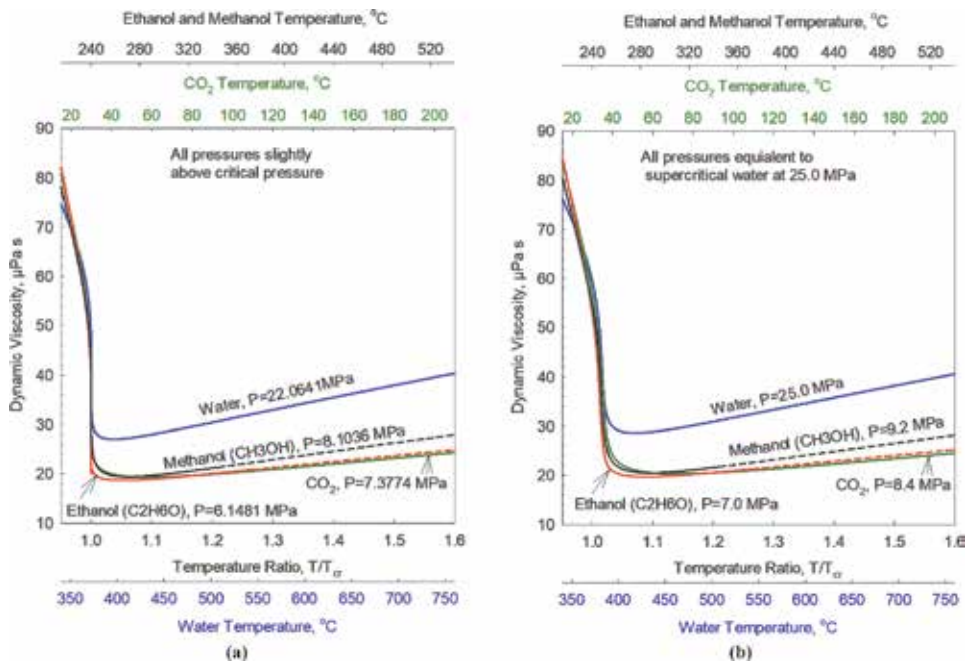 Ethanol and Methanol Temperature, °C
240 280 320 360 400 440 480 520
CO2 Temperature, °C
20 40 60 80 100 120 140 160 180 200
90
80
70
60
50
40
30
20
10
Dynamic Viscosity, µPa s
All pressures slightly
above critical pressure
Water, P=22.0641MPa
Methanol (CH3OH), P=8.1036 MPa
CO2, P=7.3774 MPa
Ethanol (C2H6O), P=6.1481 MPa
1.0 1.1 1.2 1.3 1.4 1.5 1.6
Temperature Ratio, T/Tcr
350 400 450 500 550 600 650 700 750
Water Temperature, °C
(a)
Ethanol and Methanol Temperature, °C
240 280 320 360 400 440 480 520
CO2 Temperature, °C
20 40 60 80 100 120 140 160 180 200
90
80
70
60
50
40
30
20
10
Dynamic Viscosity, µPa s
All pressures equialent to
supercritical water at 25.0 MPa
Water, P=25.0 MPa
Methanol (CH3OH), P=9.2 MPa
CO2, P=8.4 MPa
Ethanol (C2H6O), P=7.0 MPa
1.0 1.1 1.2 1.3 1.4 1.5 1.6
Temperature Ratio, T/Tcr
350 400 450 500 550 600 650 700 750
Water Temperature, °C
(b)